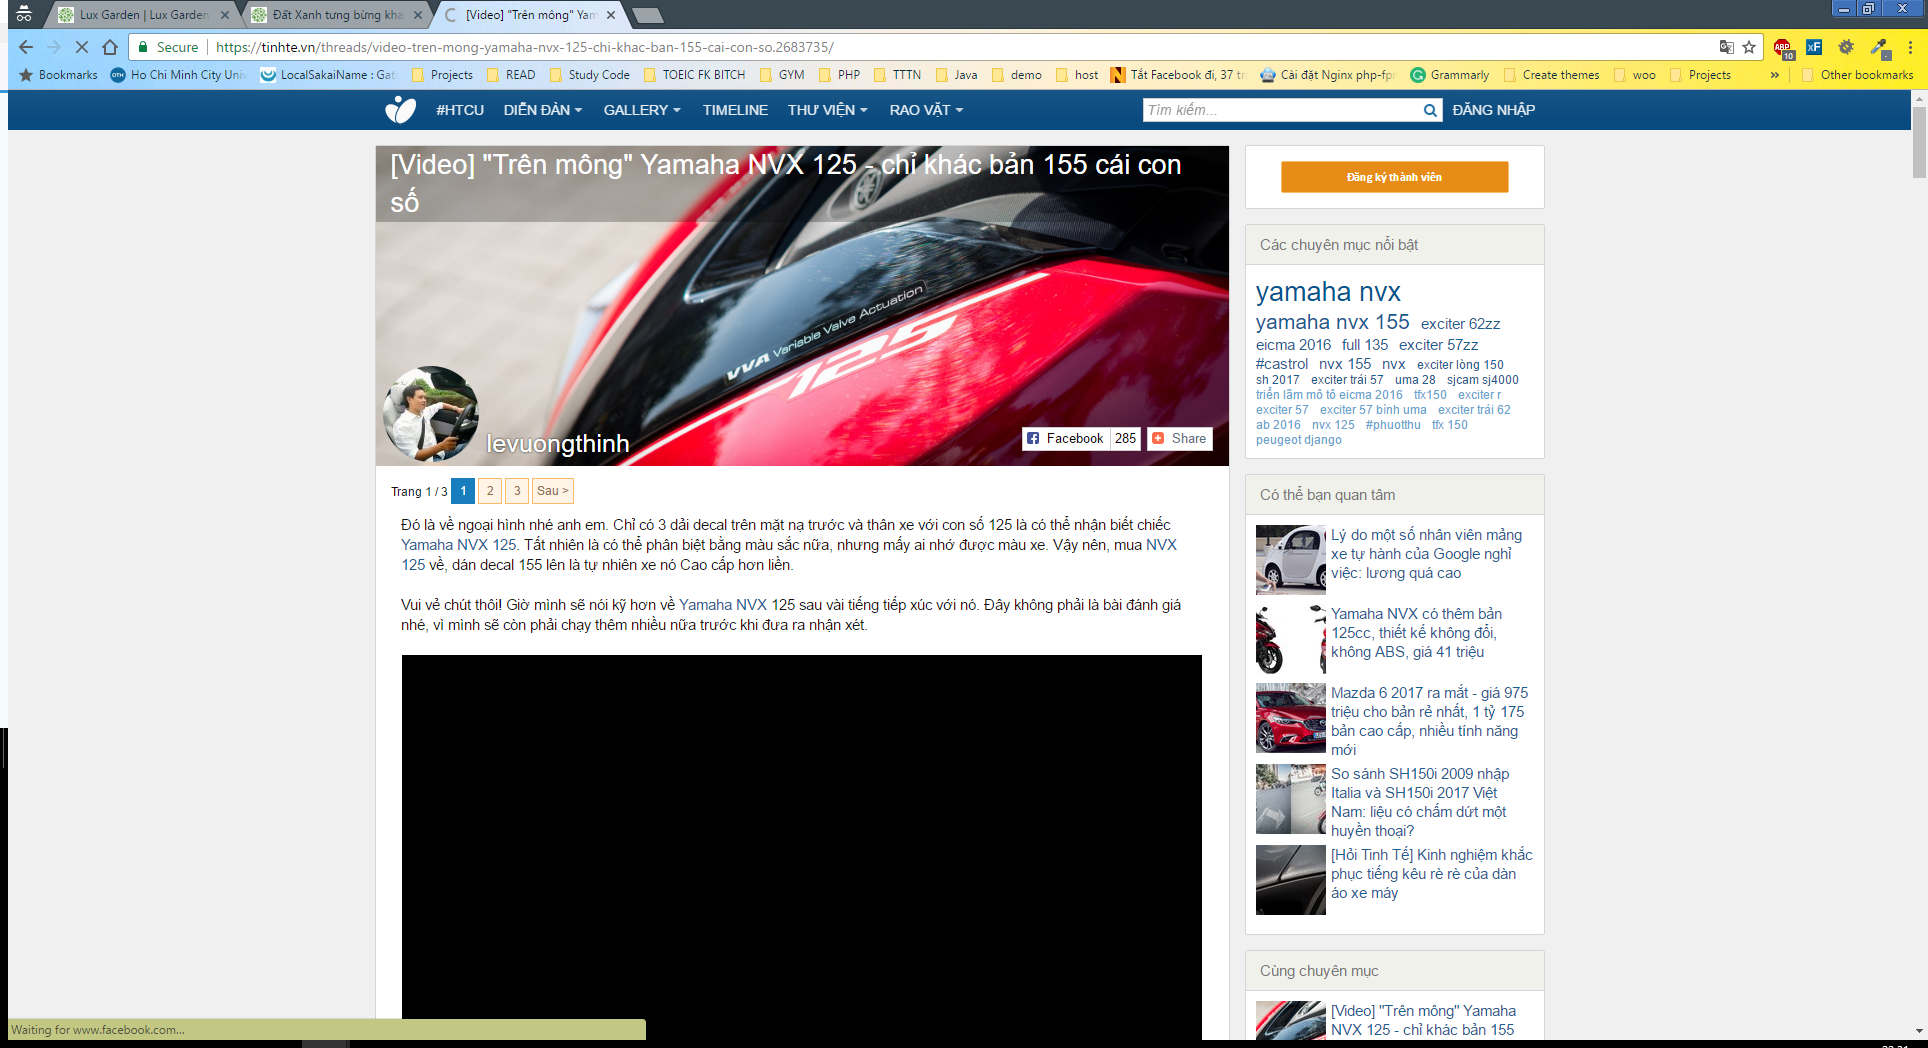 Lux Garden | Lux Garden
Đất Xanh tưng bừng kha
[Video] "Trên mông" Yam
Secure
https://tinhte.vn/threads/video-tren-mong-yamaha-nvx-125-chi-khac-ban-155-cai-con-so.2683735/
ABP
10
xF
Bookmarks
Ho Chi Minh City Univ
LocalSakaiName : Gat
Projects
READ
Study Code
TOEIC FK BITCH
GYM
PHP
TTTN
Java
demo
host
Tắt Facebook đi, 37 tr
Cài đặt Nginx php-fpm
Grammarly
Create themes
woo
Projects
»
Other bookmarks
#HTCU
DIỄN ĐÀN
GALLERY
TIMELINE
THƯ VIỆN
RAO VẶT
Tìm kiếm...
ĐĂNG NHẬP
[Video] "Trên mông" Yamaha NVX 125 - chỉ khác bản 155 cái con
số
VVA Variable Valve Actuation
125
levuongthinh
Facebook
285
Share
Trang 1 / 3
1
2
3
Sau >
Đó là về ngoại hình nhé anh em. Chỉ có 3 dải decal trên mặt nạ trước và thân xe với con số 125 là có thể nhận biết chiếc
Yamaha NVX 125. Tất nhiên là có thể phân biệt bằng màu sắc nữa, nhưng mấy ai nhớ được màu xe. Vậy nên, mua NVX
125 về, dán decal 155 lên là tự nhiên xe nó Cao cấp hơn liền.
Vui vẻ chút thôi! Giờ mình sẽ nói kỹ hơn về Yamaha NVX 125 sau vài tiếng tiếp xúc với nó. Đây không phải là bài đánh giá
nhé, vì mình sẽ còn phải chạy thêm nhiều nữa trước khi đưa ra nhận xét.
Đăng ký thành viên
Các chuyên mục nổi bật
yamaha nvx
yamaha nvx 155 exciter 62zz
eicma 2016 full 135 exciter 57zz
#castrol nvx 155 nvx exciter lòng 150
sh 2017 exciter trái 57 uma 28 sjcam sj4000
triển lãm mô tô eicma 2016 tfx150 exciter r
exciter 57 exciter 57 bình uma exciter trái 62
ab 2016 nvx 125 #phuotthu tfx 150
peugeot django
Có thể bạn quan tâm
Lý do một số nhân viên mảng
xe tự hành của Google nghỉ
việc: lương quá cao
Yamaha NVX có thêm bản
125cc, thiết kế không đổi,
không ABS, giá 41 triệu
Mazda 6 2017 ra mắt - giá 975
triệu cho bản rẻ nhất, 1 tỷ 175
bản cao cấp, nhiều tính năng
mới
So sánh SH150i 2009 nhập
Italia và SH150i 2017 Việt
Nam: liệu có chấm dứt một
huyền thoại?
[Hỏi Tinh Tế] Kinh nghiệm khắc
phục tiếng kêu rè rè của dàn
áo xe máy
Cùng chuyên mục
[Video] "Trên mông" Yamaha
NVX 125 - chỉ khác bản 155
Waiting for www.facebook.com...